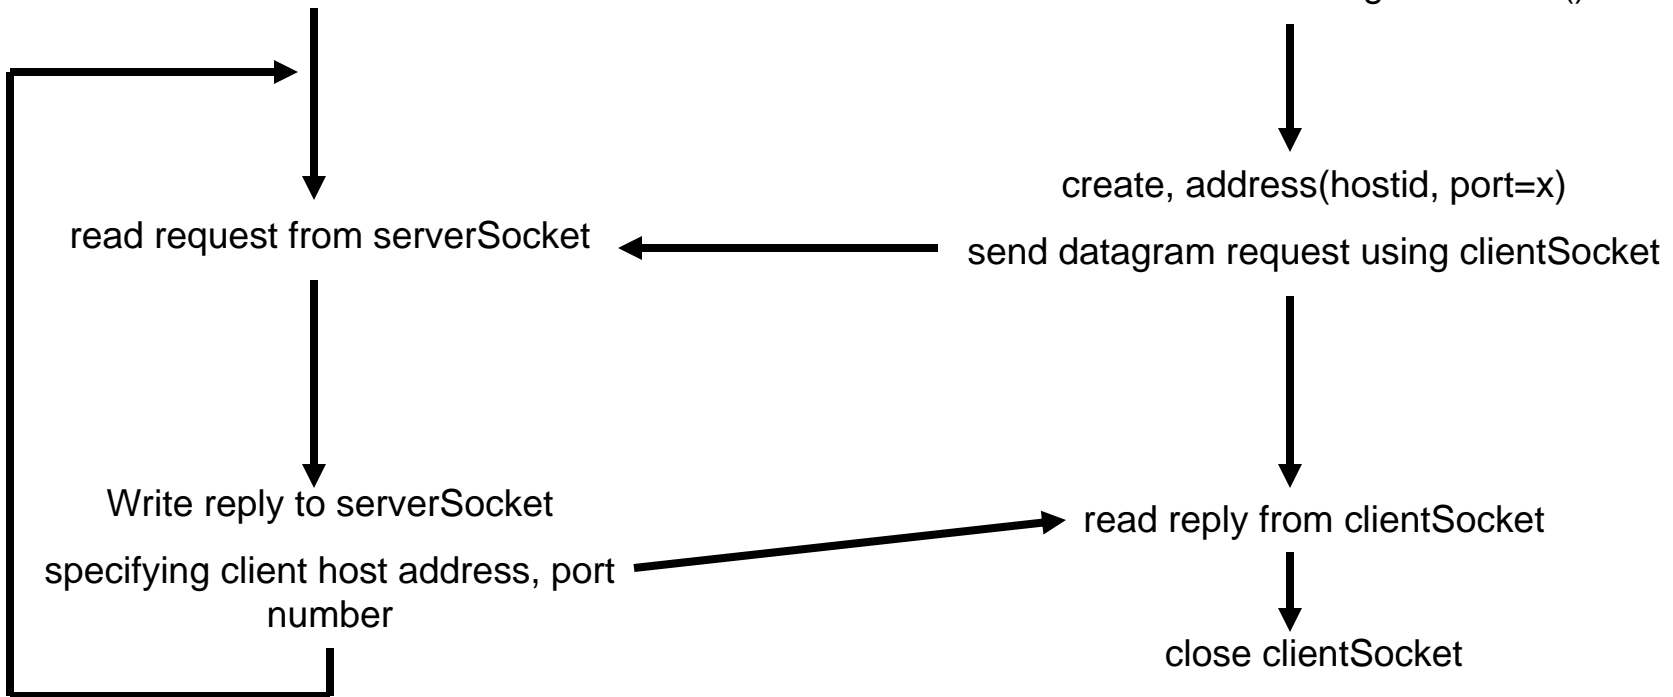 create, address(hostid, port=x)
read request from serverSocket
send datagram request using clientSocket
Write reply to serverSocket
read reply from clientSocket
specifying client host address, port
number
close clientSocket